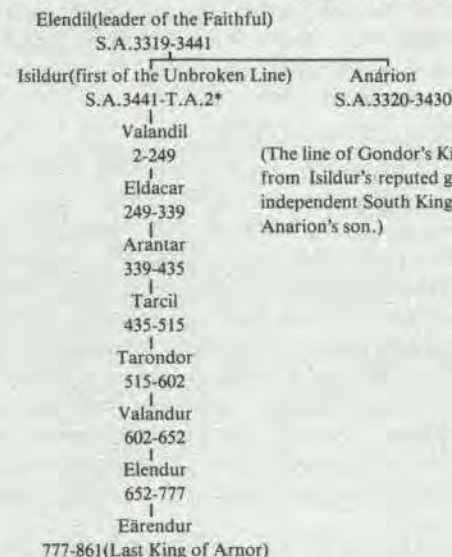 Elendil(leader of the Faithful)
S.A.3319-3441
Isildur(first of the Unbroken Line) Anárion
S.A.3441-T.A.2* S.A.3320-3430
Valandil
2-249
(The line of Gondor's Ki
Eldacar
from Isildur's reputed g
249-339
independent South King
Anarion's son.)
Arantar
339-435
Tarcil
435-515
Tarondor
515-602
Valandur
602-652
Elendur
652-777
Eärendur
777-861(Last King of Arnor)